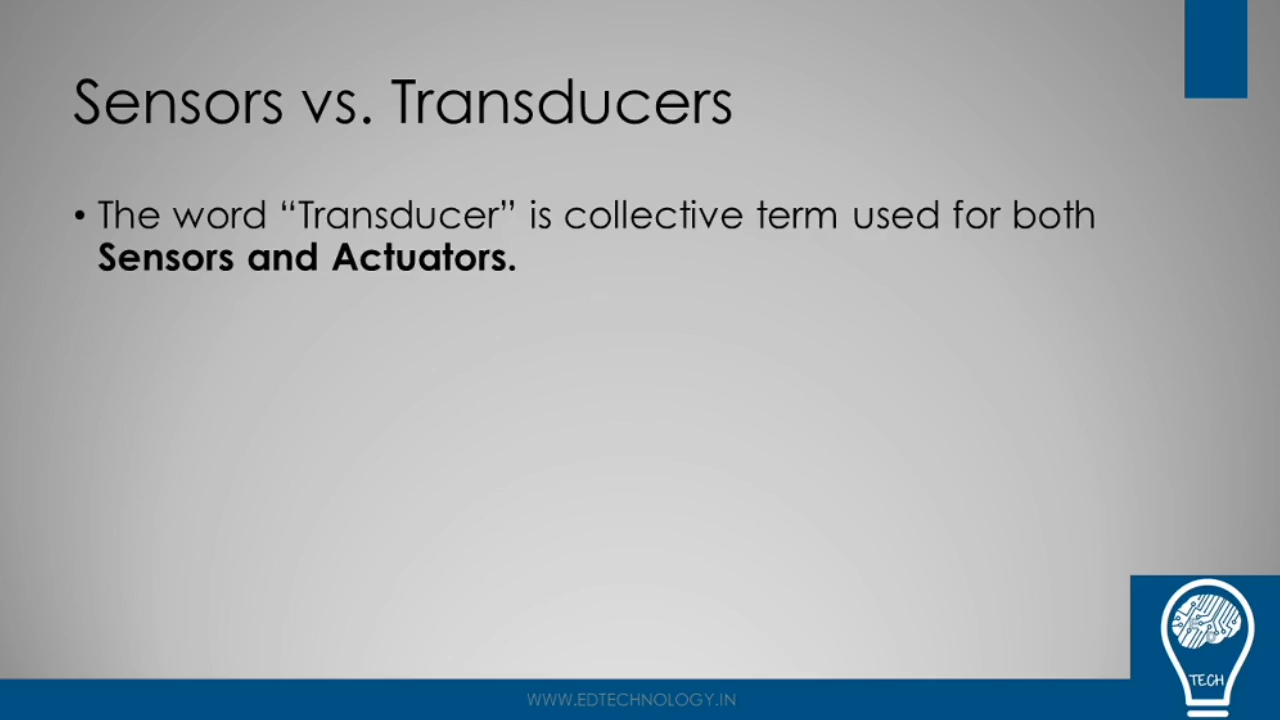 Sensors vs. Transducers
• The word “Transducer” is collective term used for both
Sensors and Actuators.
TECH
WWW.EDTECHNOLOGY.IN